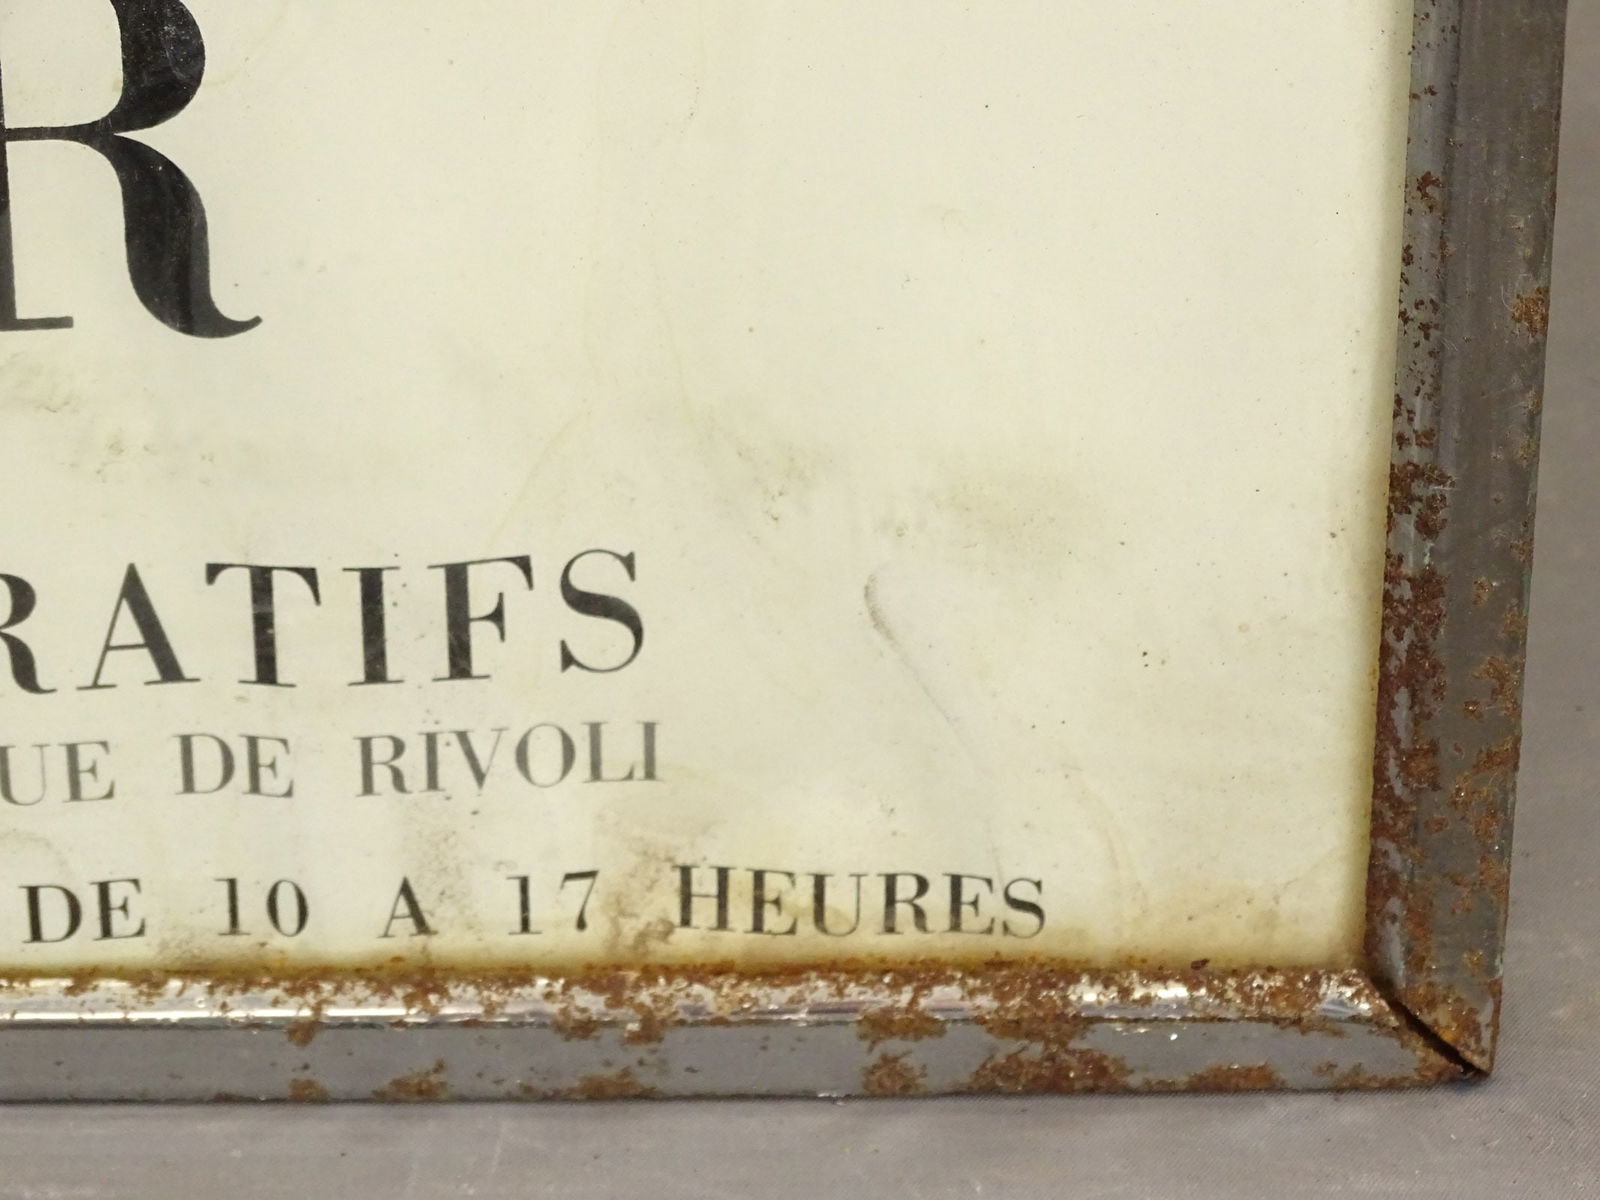 R
RATIFS
UE DE RIVOLI
DE 10 A 17 HEURES